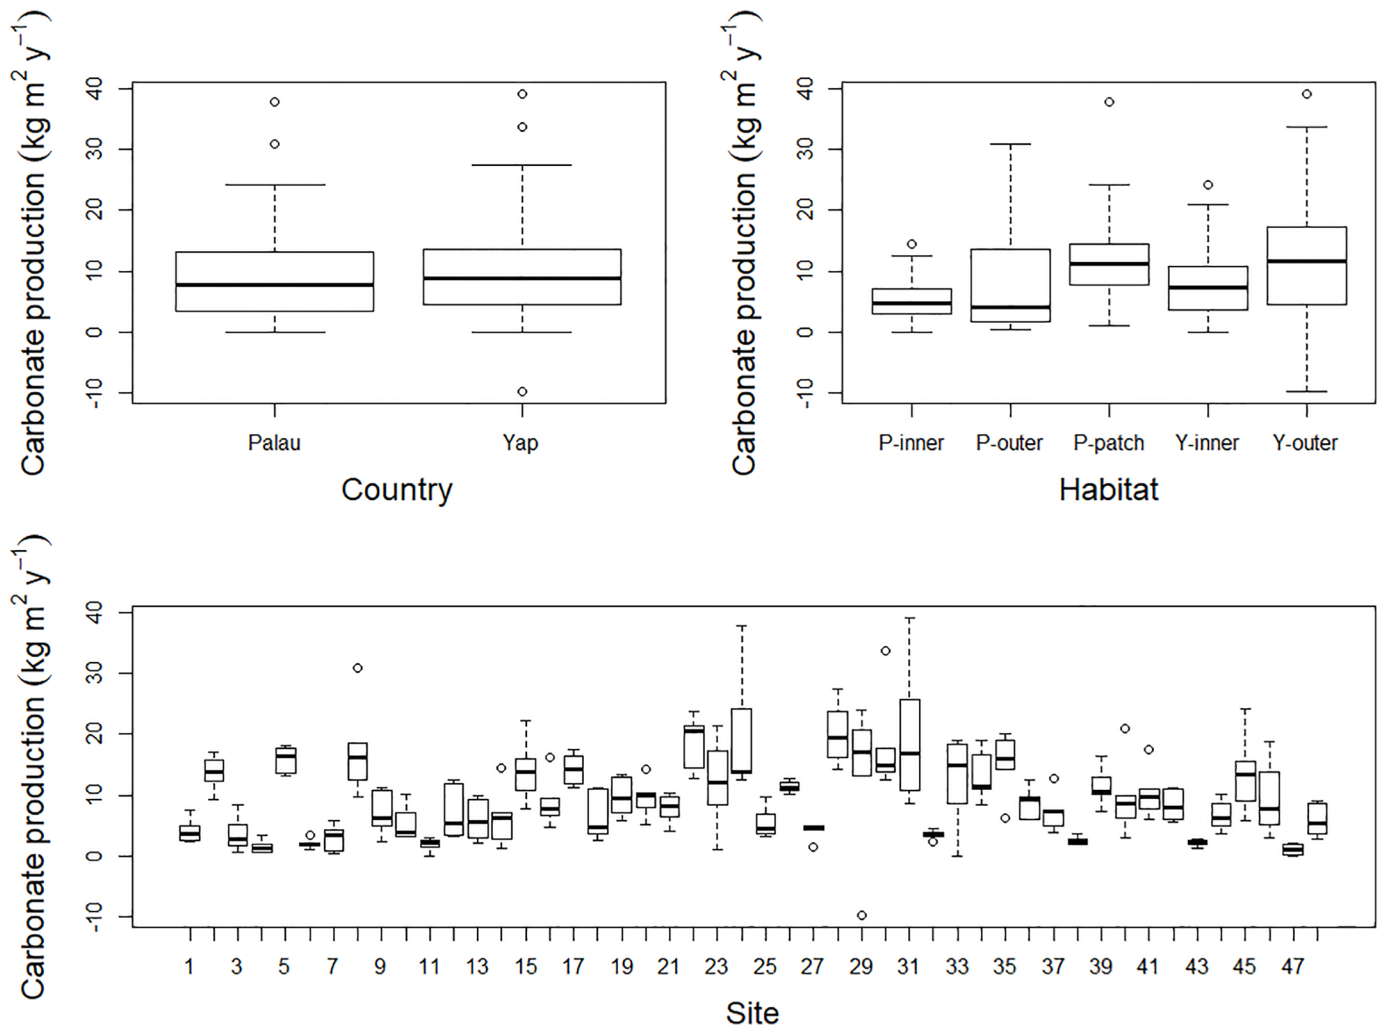 Carbonate production (kg m² y⁻¹)
40
30
20
10
0
-10
Palau Yap
Country
Carbonate production (kg m² y⁻¹)
40
30
20
10
0
-10
P-inner P-outer P-patch Y-inner Y-outer
Habitat
Carbonate production (kg m² y⁻¹)
40
30
20
10
0
-10
1 3 5 7 9 11 13 15 17 19 21 23 25 27 29 31 33 35 37 39 41 43 45 47
Site